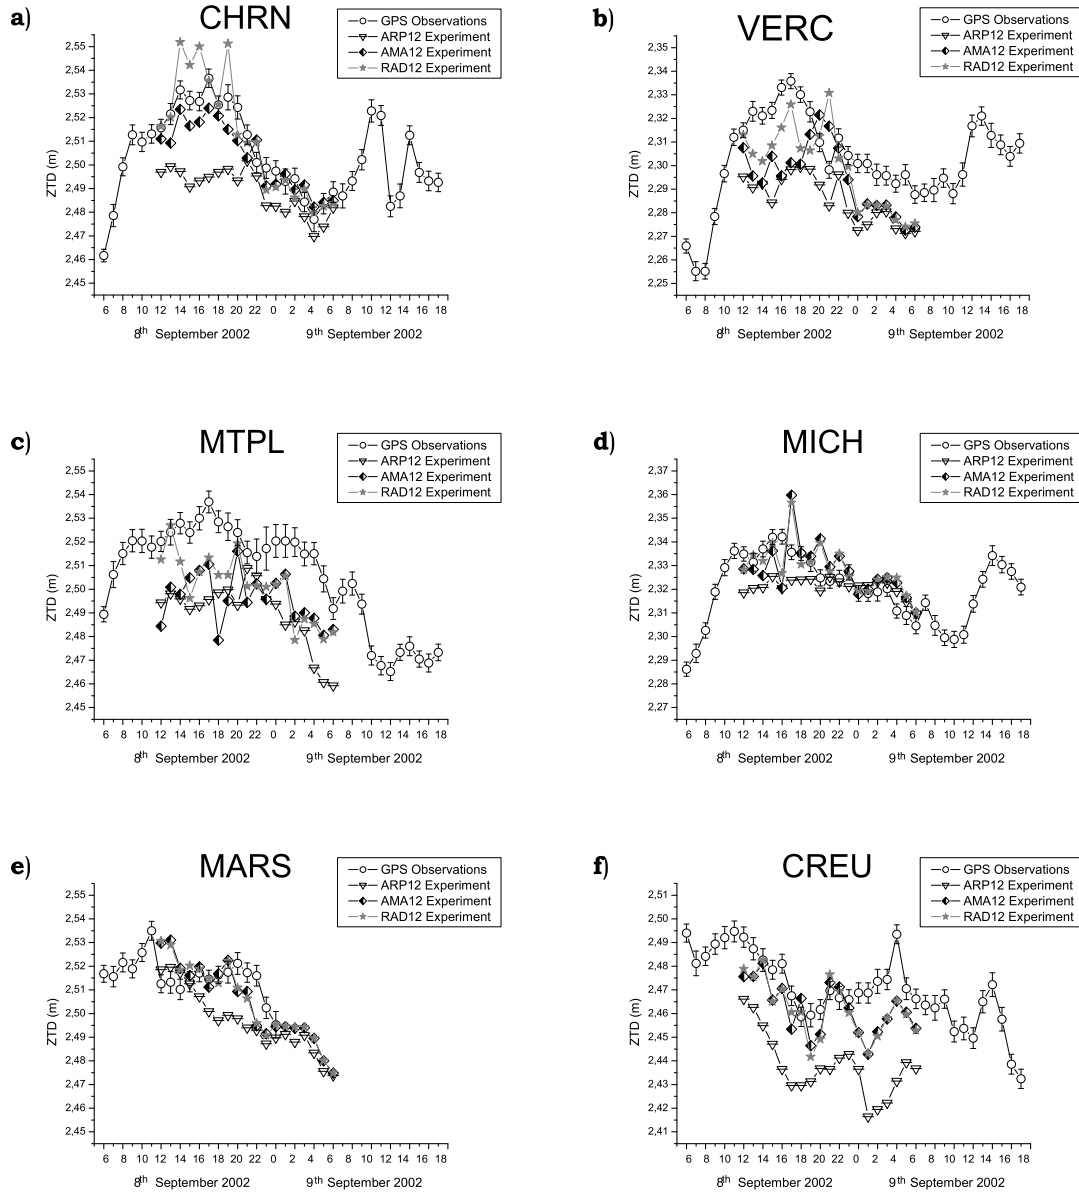 a)
CHRN
GPS Observations
ARP12 Experiment
AMA12 Experiment
RAD12 Experiment
ZTD (m)
2,55
2,54
2,53
2,52
2,51
2,50
2,49
2,48
2,47
2,46
2,45
6 8 10 12 14 16 18 20 22 0 2 4 6 8 10 12 14 16 18
8th September 2002 9th September 2002
b)
VERC
GPS Observations
ARP12 Experiment
AMA12 Experiment
RAD12 Experiment
ZTD (m)
2,35
2,34
2,33
2,32
2,31
2,30
2,29
2,28
2,27
2,26
2,25
6 8 10 12 14 16 18 20 22 0 2 4 6 8 10 12 14 16 18
8th September 2002 9th September 2002
c)
MTPL
GPS Observations
ARP12 Experiment
AMA12 Experiment
RAD12 Experiment
ZTD (m)
2,55
2,54
2,53
2,52
2,51
2,50
2,49
2,48
2,47
2,46
2,45
6 8 10 12 14 16 18 20 22 0 2 4 6 8 10 12 14 16 18
8th September 2002 9th September 2002
d)
MICH
GPS Observations
ARP12 Experiment
AMA12 Experiment
RAD12 Experiment
ZTD (m)
2,37
2,36
2,35
2,34
2,33
2,32
2,31
2,30
2,29
2,28
2,27
6 8 10 12 14 16 18 20 22 0 2 4 6 8 10 12 14 16 18
8th September 2002 9th September 2002
e)
MARS
GPS Observations
ARP12 Experiment
AMA12 Experiment
RAD12 Experiment
ZTD (m)
2,55
2,54
2,53
2,52
2,51
2,50
2,49
2,48
2,47
2,46
2,45
6 8 10 12 14 16 18 20 22 0 2 4 6 8 10 12 14 16 18
8th September 2002 9th September 2002
f)
CREU
GPS Observations
ARP12 Experiment
AMA12 Experiment
RAD12 Experiment
ZTD (m)
2,51
2,50
2,49
2,48
2,47
2,46
2,45
2,44
2,43
2,42
2,41
6 8 10 12 14 16 18 20 22 0 2 4 6 8 10 12 14 16 18
8th September 2002 9th September 2002